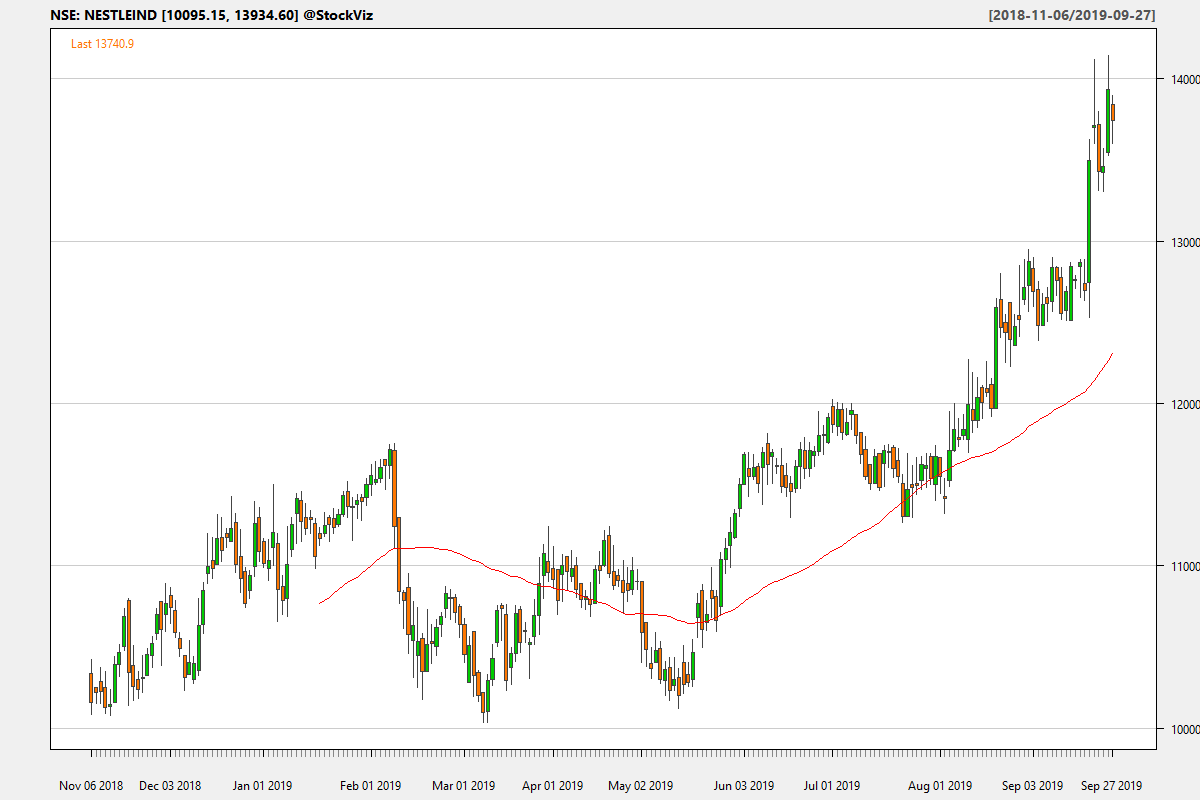 NSE: NESTLEIND [10095.15, 13934.60] @StockViz
[2018-11-06/2019-09-27]
Last 13740.9
14000
13000
12000
11000
10000
Nov 06 2018 Dec 03 2018 Jan 01 2019 Feb 01 2019 Mar 01 2019 Apr 01 2019 May 02 2019 Jun 03 2019 Jul 01 2019 Aug 01 2019 Sep 03 2019 Sep 27 2019